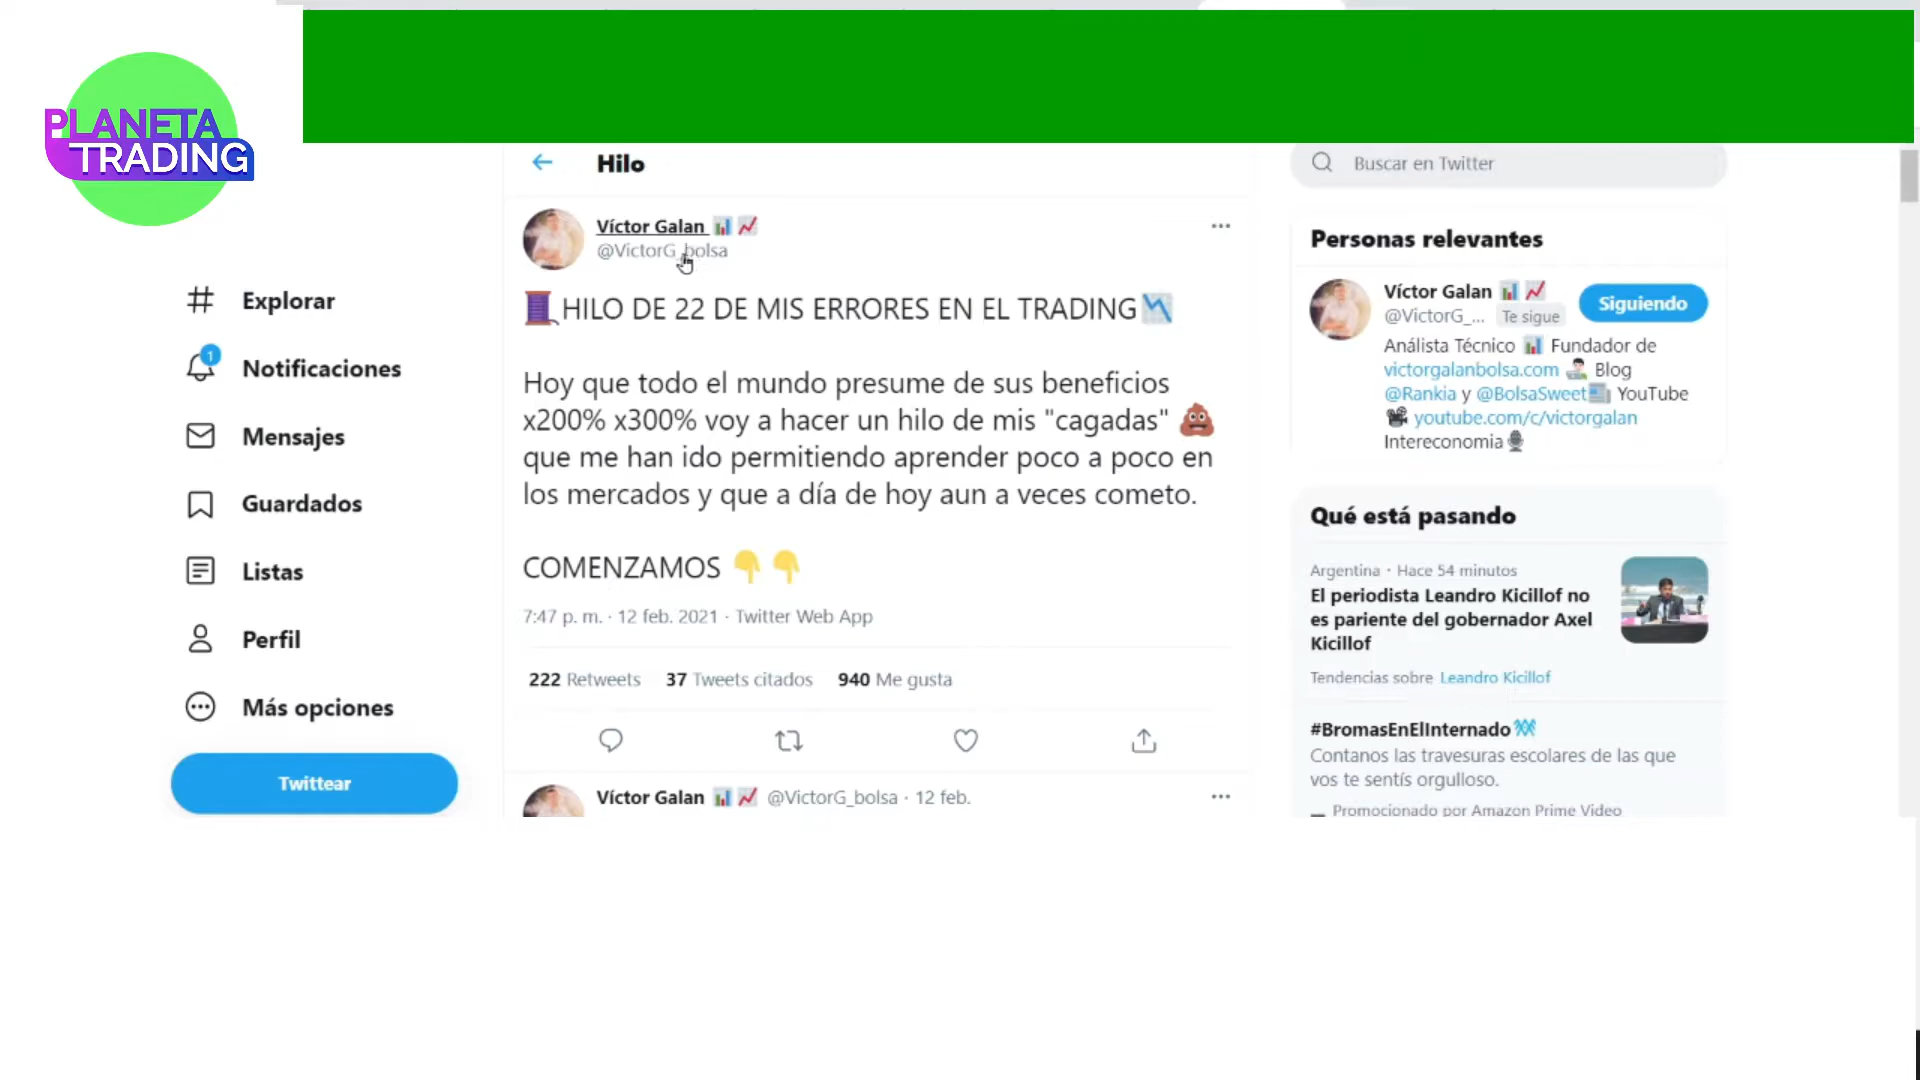 PLANETA
TRADING
Hilo
Víctor Galan
@VictorG_bolsa
HILO DE 22 DE MIS ERRORES EN EL TRADING
Hoy que todo el mundo presume de sus beneficios
x200% x300% voy a hacer un hilo de mis "cagadas"
que me han ido permitiendo aprender poco a poco en
los mercados y que a día de hoy aun a veces cometo.
COMENZAMOS
7:47 p. m. · 12 feb. 2021 · Twitter Web App
222 Retweets 37 Tweets citados 940 Me gusta
Víctor Galan @VictorG_bolsa · 12 feb.
Explorar
1
Notificaciones
Mensajes
Guardados
Listas
Perfil
Más opciones
Twittear
Buscar en Twitter
Personas relevantes
Víctor Galan
@VictorG_... Te sigue
Siguiendo
Análista Técnico Fundador de
victorgalanbolsa.com Blog
@Rankia y @BolsaSweet YouTube
youtube.com/c/victorgalan
Intereconomia
Qué está pasando
Argentina · Hace 54 minutos
El periodista Leandro Kicillof no
es pariente del gobernador Axel
Kicillof
Tendencias sobre Leandro Kicillof
#BromasEnElInternado
Contanos las travesuras escolares de las que
vos te sentís orgulloso.
Promocionado por Amazon Prime Video